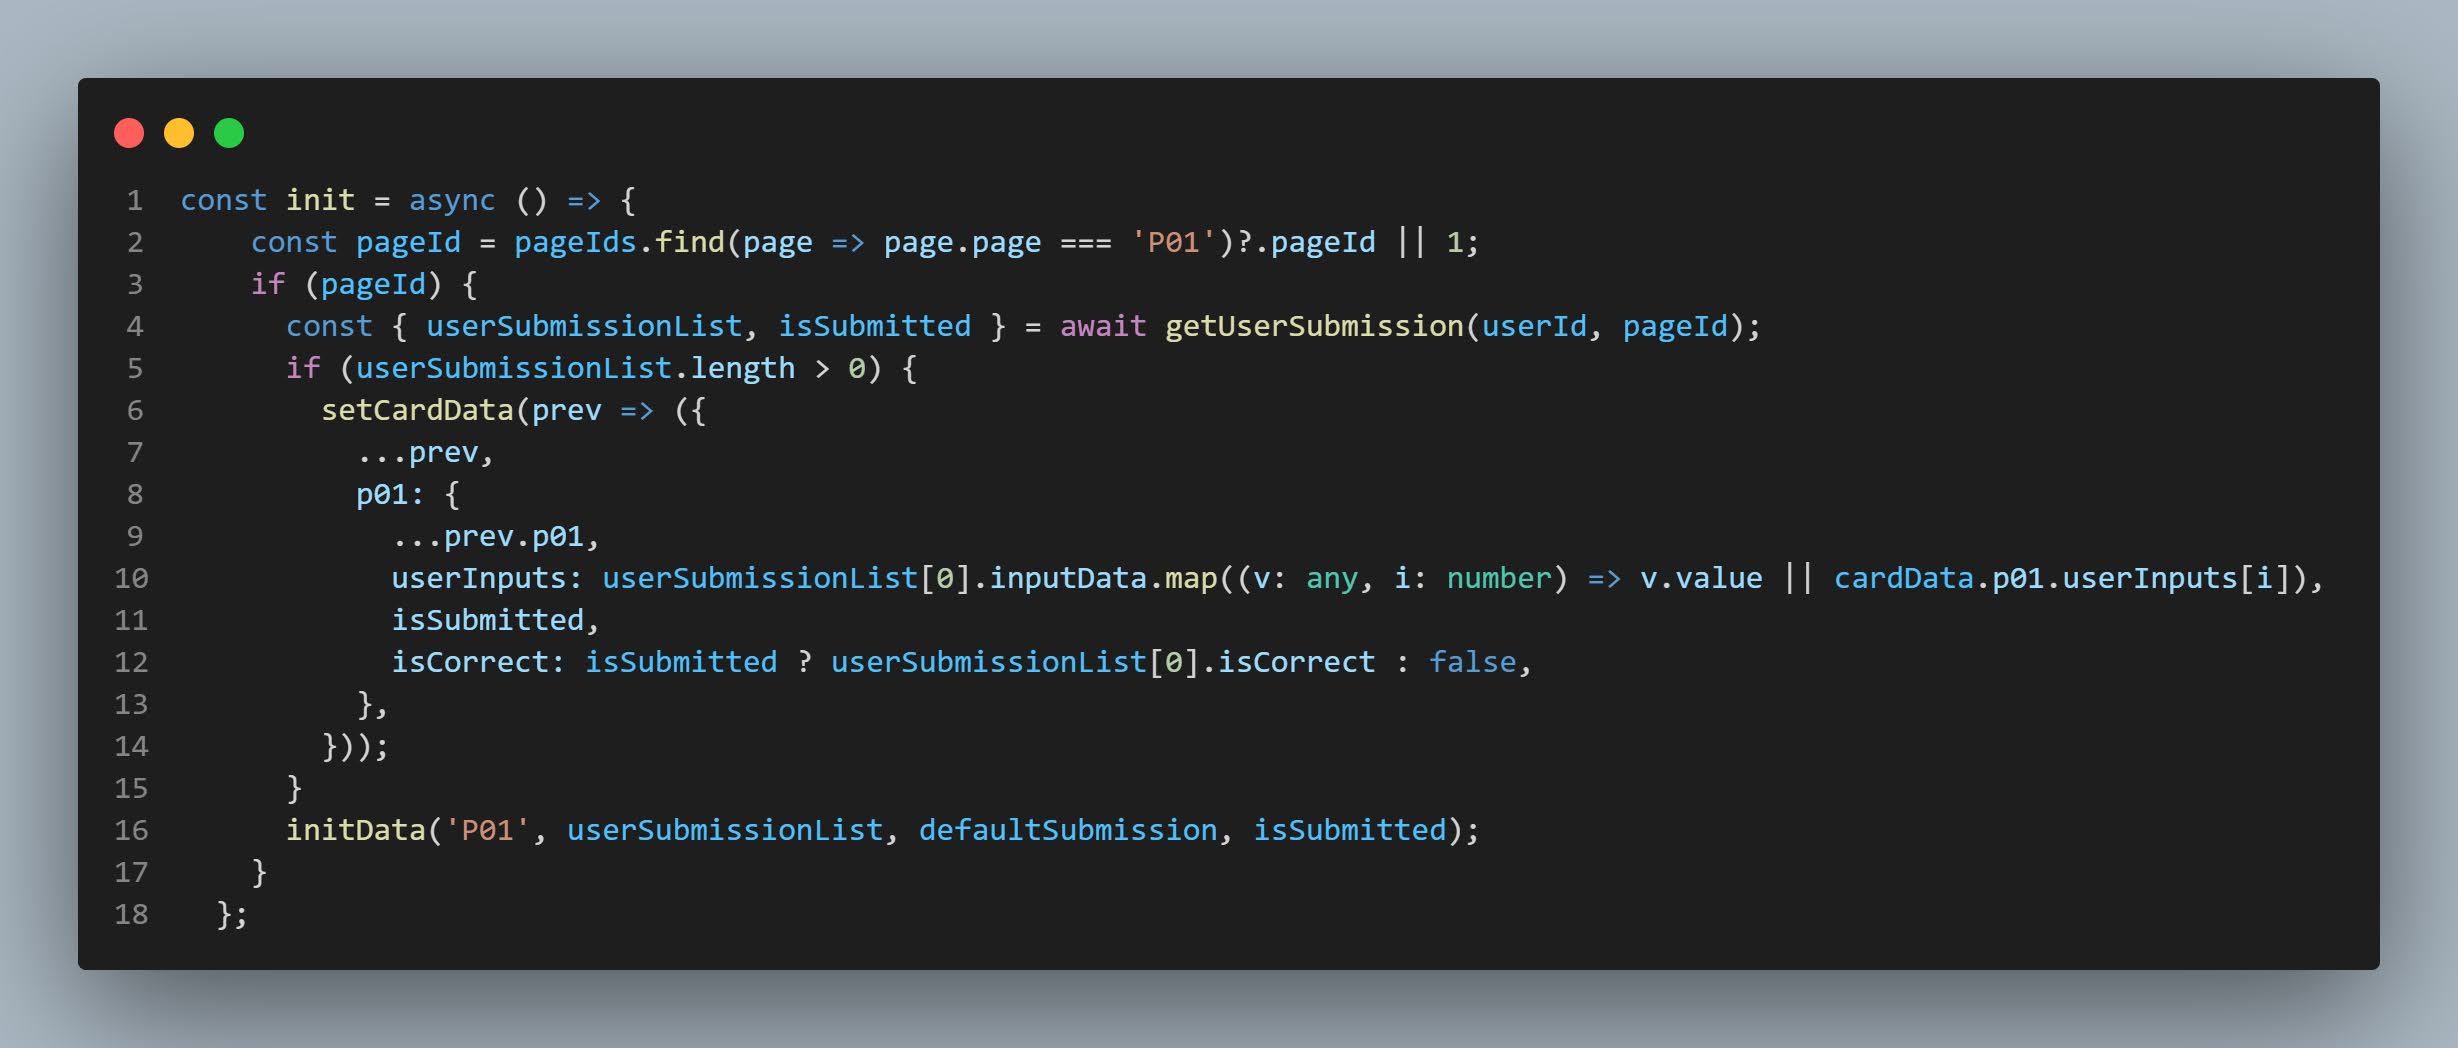 1 const init = async () => {
2 const pageId = pageIds.find(page => page.page === 'P01')?.pageId || 1;
3 if (pageId) {
4 const { userSubmissionList, isSubmitted } = await getUserSubmission(userId, pageId);
5 if (userSubmissionList.length > 0) {
6 setCardData(prev => ({
7 ...prev,
8 p01: {
9 ...prev.p01,
10 userInputs: userSubmissionList[0].inputData.map((v: any, i: number) => v.value || cardData.p01.userInputs[i]),
11 isSubmitted,
12 isCorrect: isSubmitted ? userSubmissionList[0].isCorrect : false,
13 },
14 }));
15 }
16 initData('P01', userSubmissionList, defaultSubmission, isSubmitted);
17 }
18 };